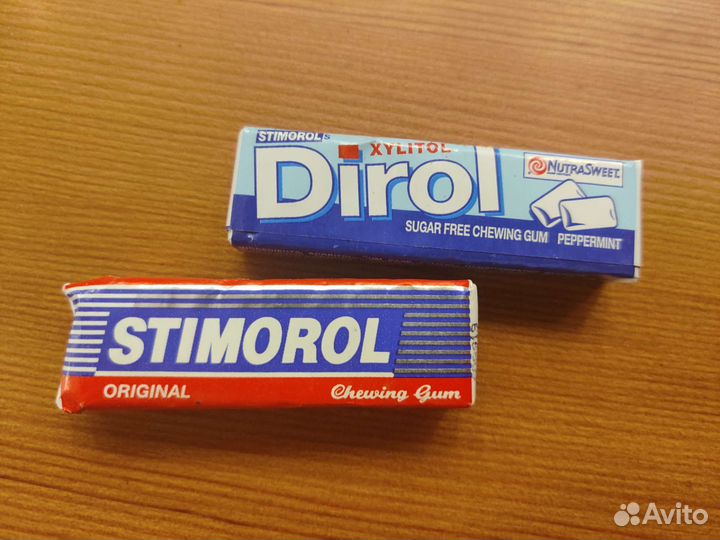 STIMOROL'S
XYLITOL
Dirol
NUTRASWEET
SUGAR FREE CHEWING GUM PEPPERMINT
STIMOROL
ORIGINAL
Chewing Gum
Avito